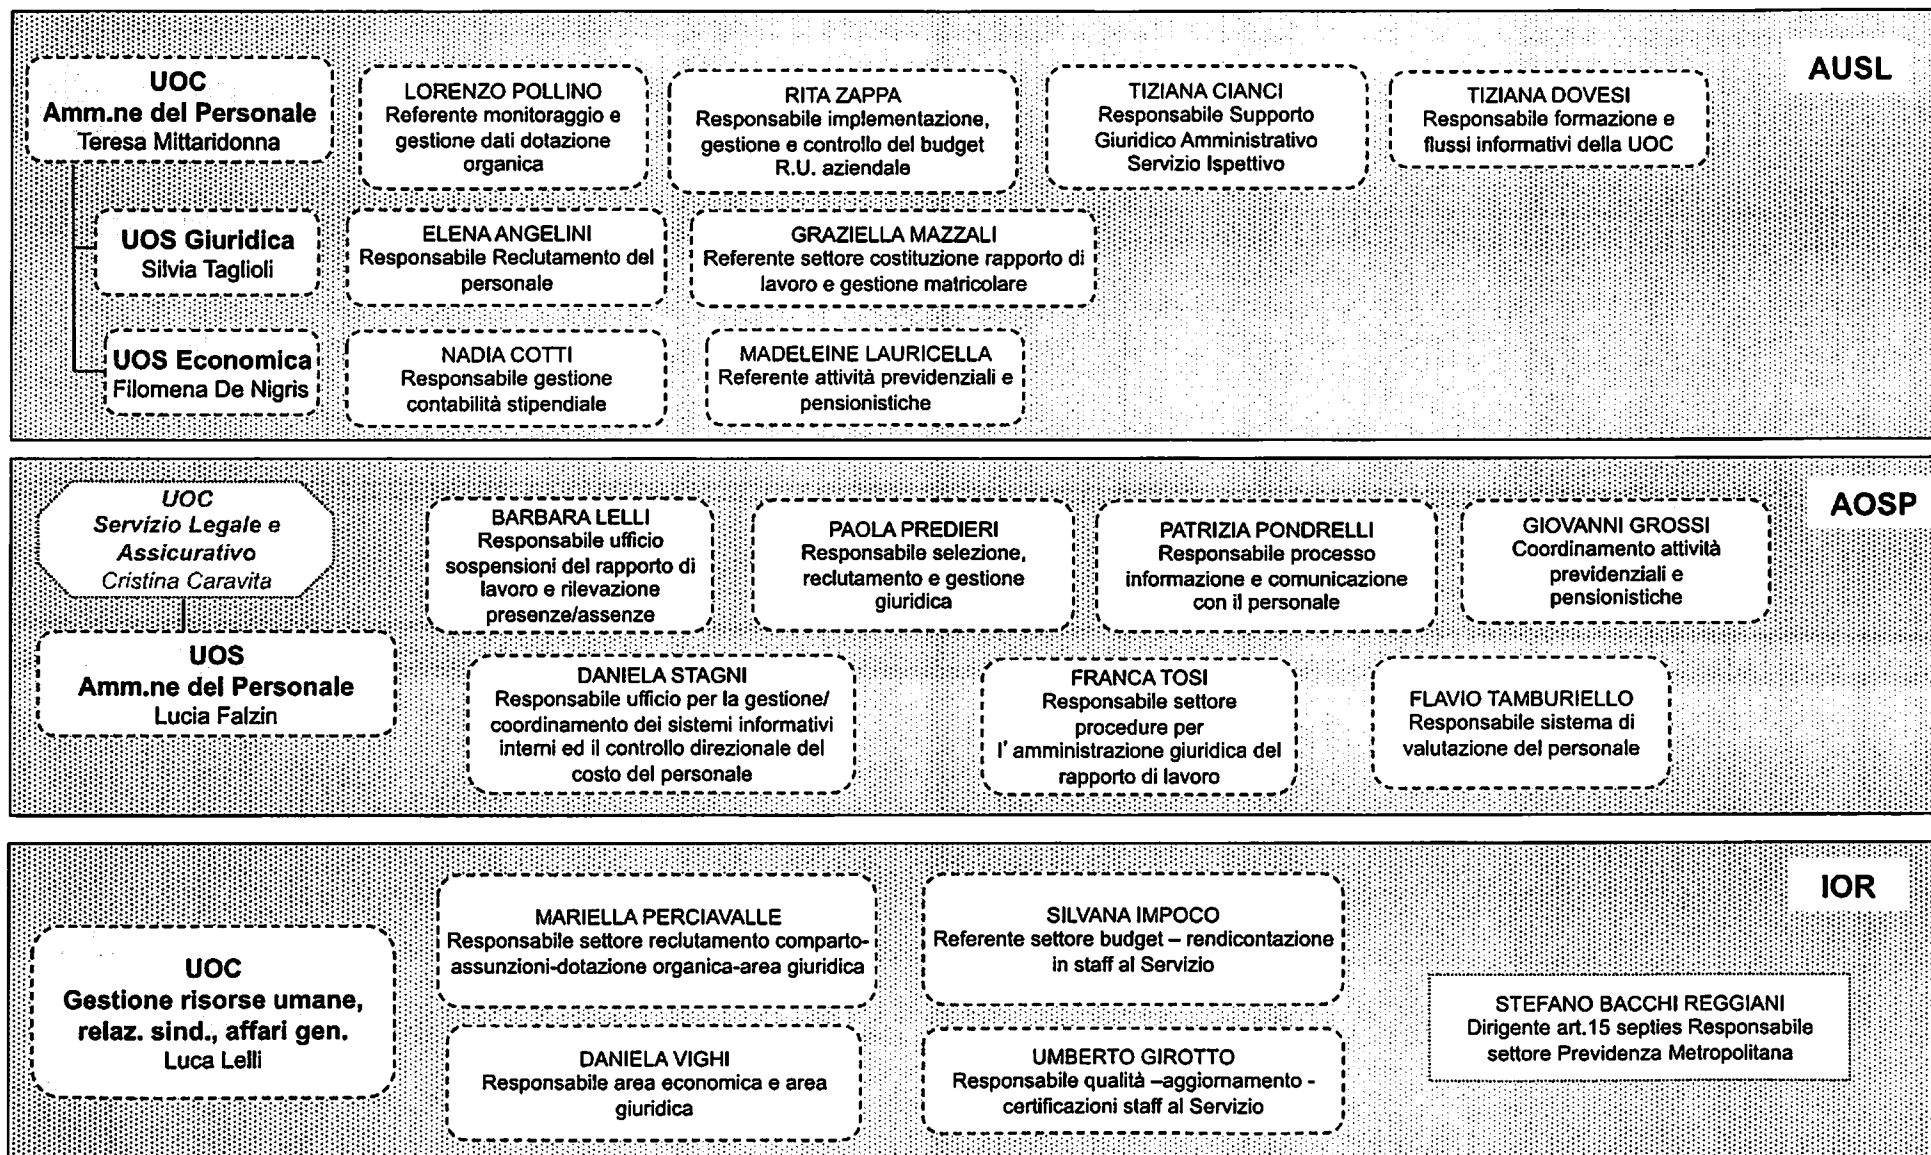 AUSL
UOC
Amm.ne del Personale
Teresa Mittaridonna
LORENZO POLLINO
Referente monitoraggio e
gestione dati dotazione
organica
RITA ZAPPA
Responsabile implementazione,
gestione e controllo del budget
R.U. aziendale
TIZIANA CIANCI
Responsabile Supporto
Giuridico Amministrativo
Servizio Ispettivo
TIZIANA DOVESI
Responsabile formazione e
flussi informativi della UOC
UOS Giuridica
Silvia Taglioli
ELENA ANGELINI
Responsabile Reclutamento del
personale
GRAZIELLA MAZZALI
Referente settore costituzione rapporto di
lavoro e gestione matricolare
UOS Economica
Filomena De Nigris
NADIA COTTI
Responsabile gestione
contabilità stipendiale
MADELEINE LAURICELLA
Referente attività previdenziali e
pensionistiche
AOSP
UOC
Servizio Legale e
Assicurativo
Cristina Caravita
BARBARA LELLI
Responsabile ufficio
sospensioni del rapporto di
lavoro e rilevazione
presenze/assenze
PAOLA PREDIERI
Responsabile selezione,
reclutamento e gestione
giuridica
PATRIZIA PONDRELLI
Responsabile processo
informazione e comunicazione
con il personale
GIOVANNI GROSSI
Coordinamento attività
previdenziali e
pensionistiche
UOS
Amm.ne del Personale
Lucia Falzin
DANIELA STAGNI
Responsabile ufficio per la gestione/
coordinamento dei sistemi informativi
interni ed il controllo direzionale del
costo del personale
FRANCA TOSI
Responsabile settore
procedure per
l'amministrazione giuridica del
rapporto di lavoro
FLAVIO TAMBURIELLO
Responsabile sistema di
valutazione del personale
IOR
UOC
Gestione risorse umane,
relaz. sind., affari gen.
Luca Lelli
MARIELLA PERCIAVALLE
Responsabile settore reclutamento comparto-
assunzioni-dotazione organica-area giuridica
SILVANA IMPOCO
Referente settore budget – rendicontazione
in staff al Servizio
STEFANO BACCHI REGGIANI
Dirigente art.15 septies Responsabile
settore Previdenza Metropolitana
DANIELA VIGHI
Responsabile area economica e area
giuridica
UMBERTO GIROTTO
Responsabile qualità –aggiornamento -
certificazioni staff al Servizio